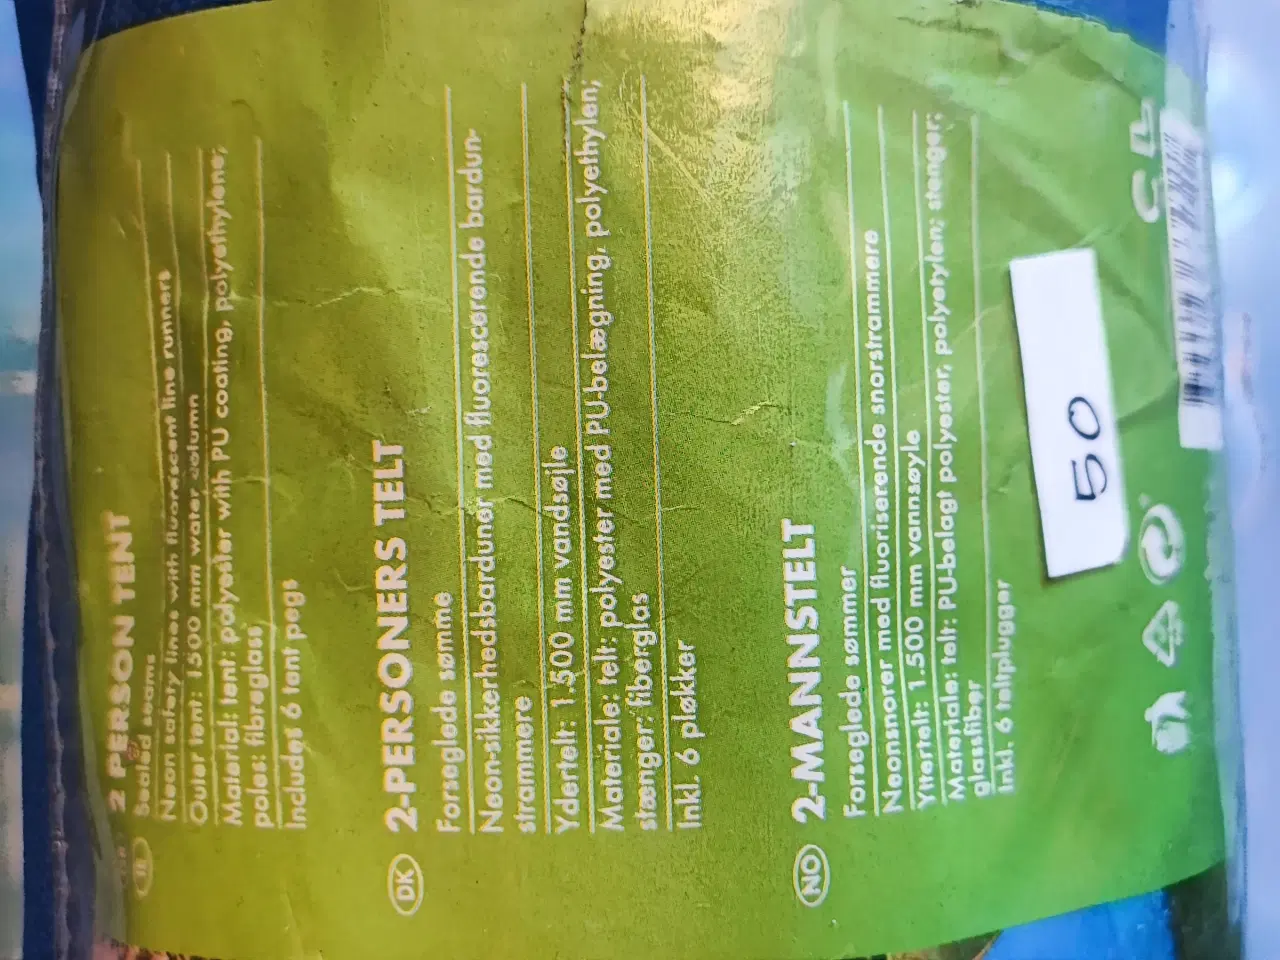 2 PERSON TENT
Sealed seams
Neon safety lines with fluorescent line runners
Outer tent: 1.500 mm water column
Material: tent: polyester with PU coating, polyethylene;
poles: fibreglass
Includes 6 tent pegs
DK 2-PERSONERS TELT
Forseglede sømme
Neon-sikkerhedsbarduner med fluorescerende bardun-
strammere
Ydertelt: 1.500 mm vandsøjle
Materiale: telt: polyester med PU-belægning, polyethylen;
stænger: fiberglas
Inkl. 6 pløkker
NO 2-MANNSTELT
Forseglede sømmer
Neonsnorer med fluoriserende snorstrammere
Yttertelt: 1.500 mm vannsøyle
Materiale: telt: PU-belagt polyester, polyetylen; stenger:
glassfiber
Inkl. 6 teltplugger
50